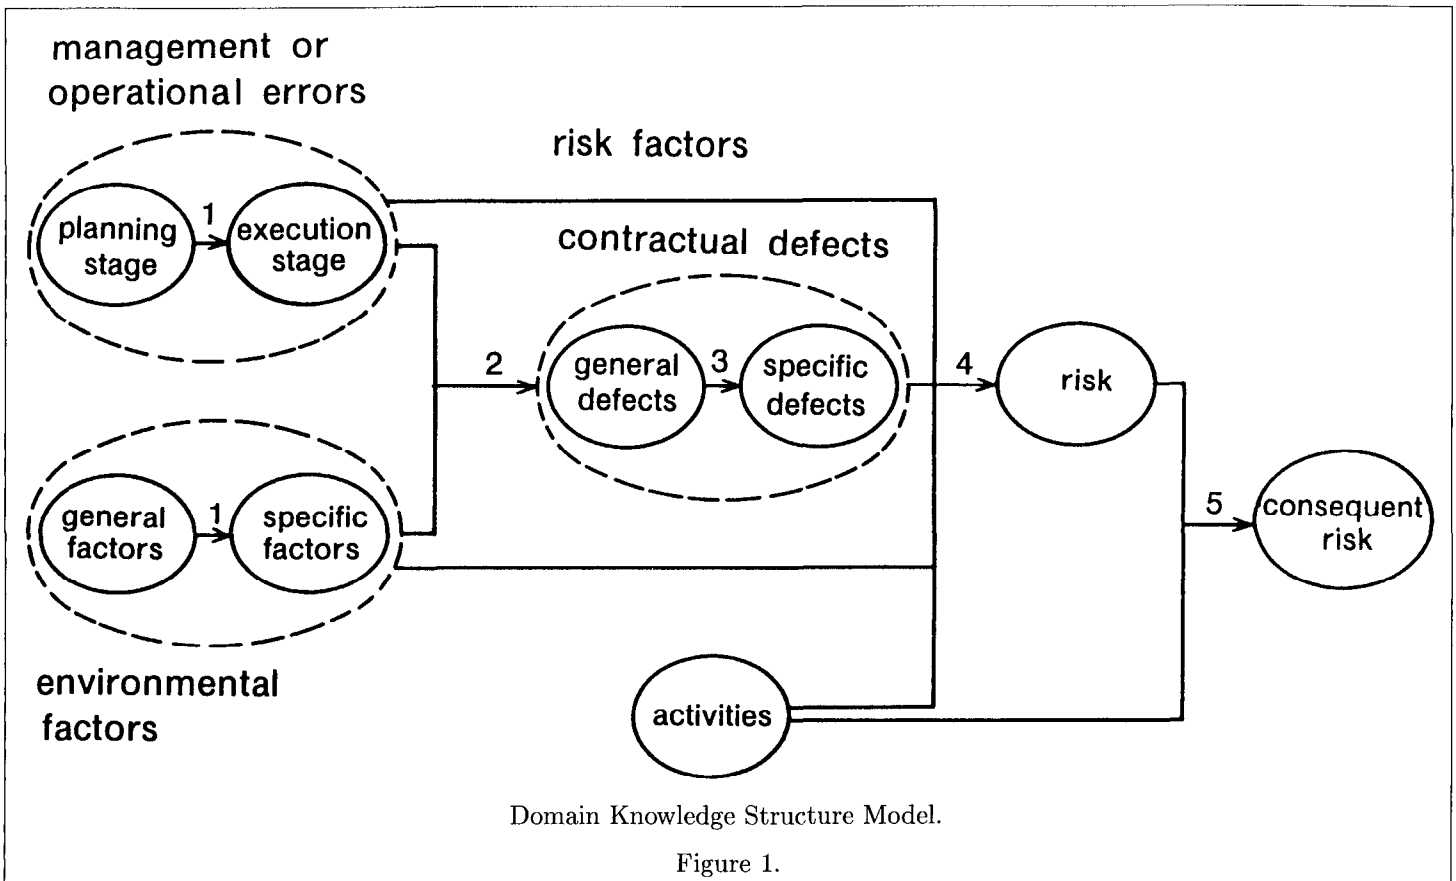 management or
operational errors
risk factors
planning
stage
1
execution
stage
contractual defects
2
general
defects
3
specific
defects
4
risk
general
factors
1
specific
factors
5
consequent
risk
environmental
factors
activities
Domain Knowledge Structure Model.
Figure 1.